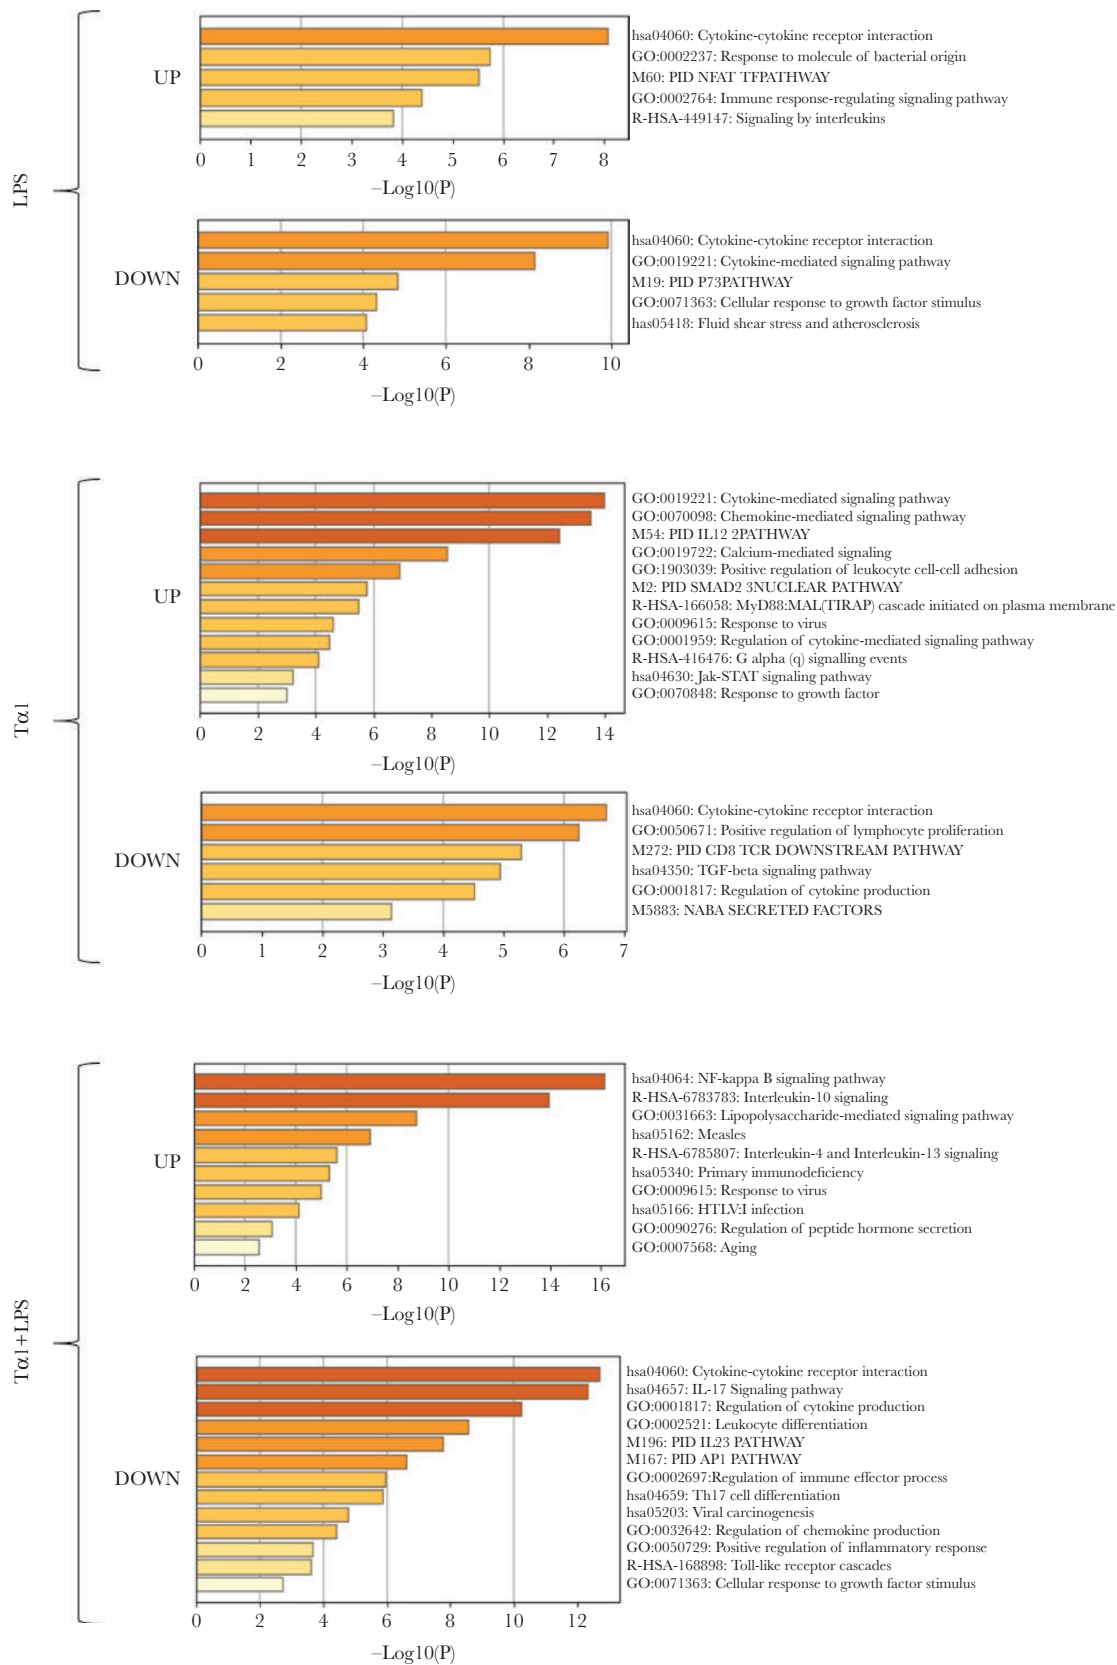 LPS
UP
hsa04060: Cytokine-cytokine receptor interaction
GO:0002237: Response to molecule of bacterial origin
M60: PID NFAT TFPATHWAY
GO:0002764: Immune response-regulating signaling pathway
R-HSA-449147: Signaling by interleukins
0 1 2 3 4 5 6 7 8
–Log10(P)
DOWN
hsa04060: Cytokine-cytokine receptor interaction
GO:0019221: Cytokine-mediated signaling pathway
M19: PID P73PATHWAY
GO:0071363: Cellular response to growth factor stimulus
has05418: Fluid shear stress and atherosclerosis
0 2 4 6 8 10
–Log10(P)
Tα1
UP
GO:0019221: Cytokine-mediated signaling pathway
GO:0070098: Chemokine-mediated signaling pathway
M54: PID IL12 2PATHWAY
GO:0019722: Calcium-mediated signaling
GO:1903039: Positive regulation of leukocyte cell-cell adhesion
M2: PID SMAD2 3NUCLEAR PATHWAY
R-HSA-166058: MyD88:MAL(TIRAP) cascade initiated on plasma membrane
GO:0009615: Response to virus
GO:0001959: Regulation of cytokine-mediated signaling pathway
R-HSA-416476: G alpha (q) signalling events
hsa04630: Jak-STAT signaling pathway
GO:0070848: Response to growth factor
0 2 4 6 8 10 12 14
–Log10(P)
DOWN
hsa04060: Cytokine-cytokine receptor interaction
GO:0050671: Positive regulation of lymphocyte proliferation
M272: PID CD8 TCR DOWNSTREAM PATHWAY
hsa04350: TGF-beta signaling pathway
GO:0001817: Regulation of cytokine production
M5883: NABA SECRETED FACTORS
0 1 2 3 4 5 6 7
–Log10(P)
Tα1+LPS
UP
hsa04064: NF-kappa B signaling pathway
R-HSA-6783783: Interleukin-10 signaling
GO:0031663: Lipopolysaccharide-mediated signaling pathway
hsa05162: Measles
R-HSA-6785807: Interleukin-4 and Interleukin-13 signaling
hsa05340: Primary immunodeficiency
GO:0009615: Response to virus
hsa05166: HTLV:I infection
GO:0090276: Regulation of peptide hormone secretion
GO:0007568: Aging
0 2 4 6 8 10 12 14 16
–Log10(P)
DOWN
hsa04060: Cytokine-cytokine receptor interaction
hsa04657: IL-17 Signaling pathway
GO:0001817: Regulation of cytokine production
GO:0002521: Leukocyte differentiation
M196: PID IL23 PATHWAY
M167: PID AP1 PATHWAY
GO:0002697:Regulation of immune effector process
hsa04659: Th17 cell differentiation
hsa05203: Viral carcinogenesis
GO:0032642: Regulation of chemokine production
GO:0050729: Positive regulation of inflammatory response
R-HSA-168898: Toll-like receptor cascades
GO:0071363: Cellular response to growth factor stimulus
0 2 4 6 8 10 12
–Log10(P)